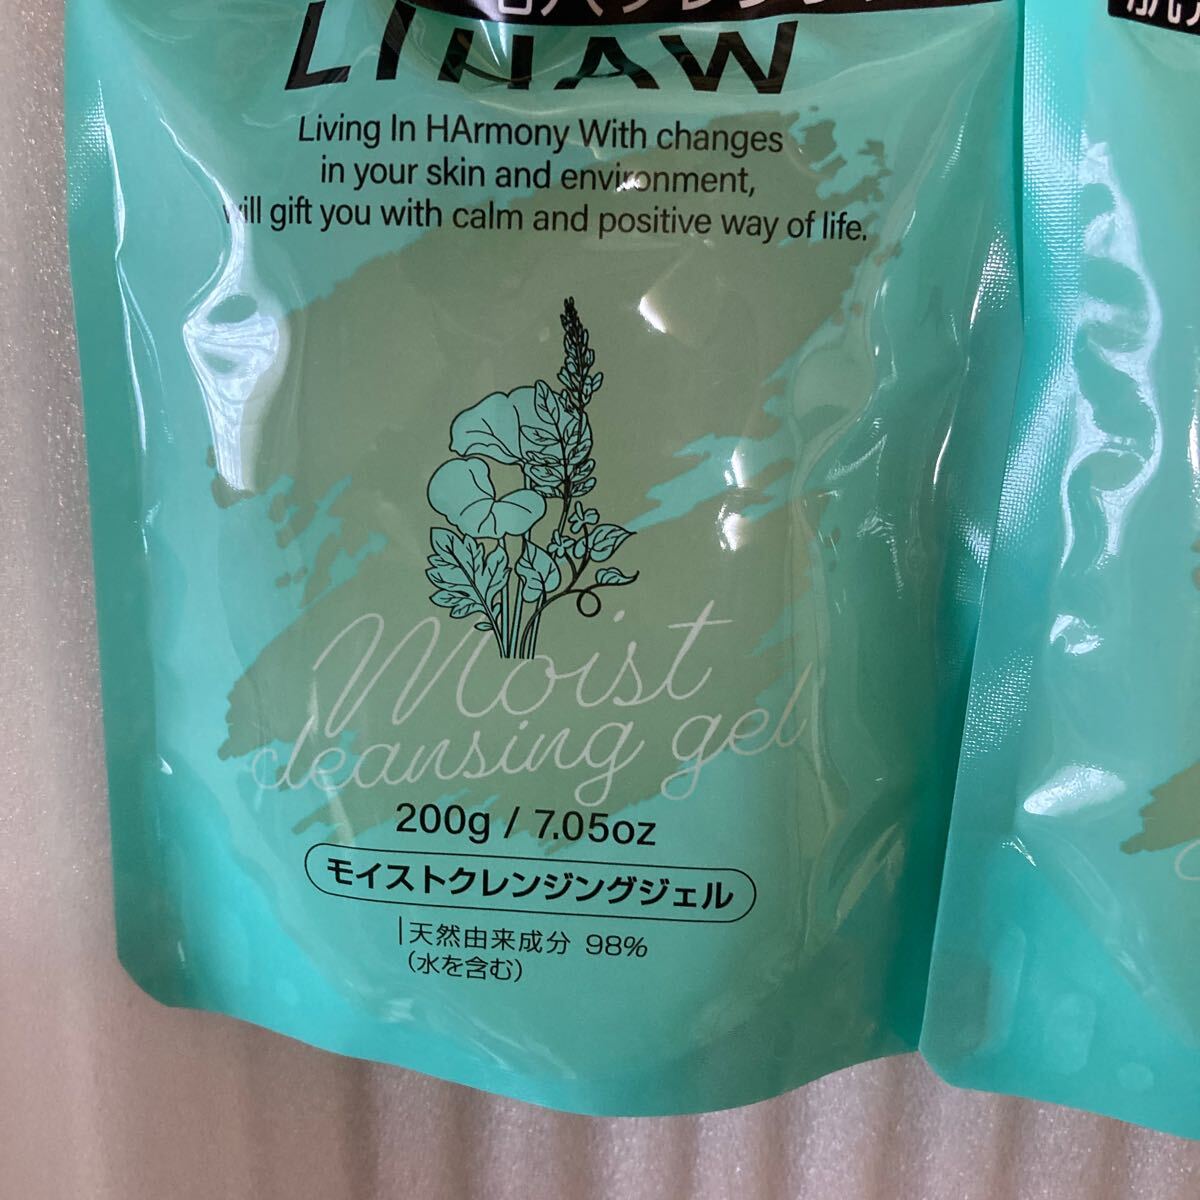 LIHAW
Living In HArmony With changes
in your skin and environment,
will gift you with calm and positive way of life.
Moist
cleansing gel
200g / 7.05oz
モイストクレンジングジェル
天然由来成分 98%
(水を含む)